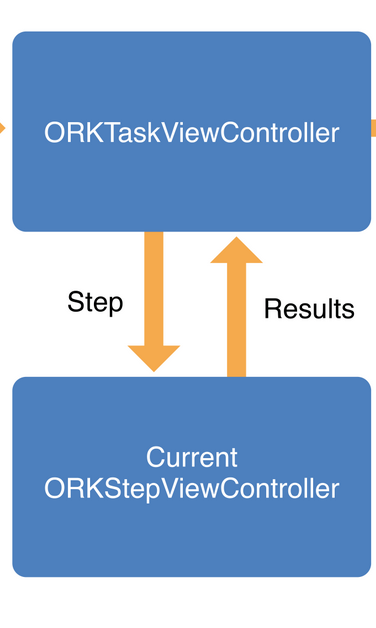 ORKTaskViewController
Step
Results
Current
ORKStepViewController